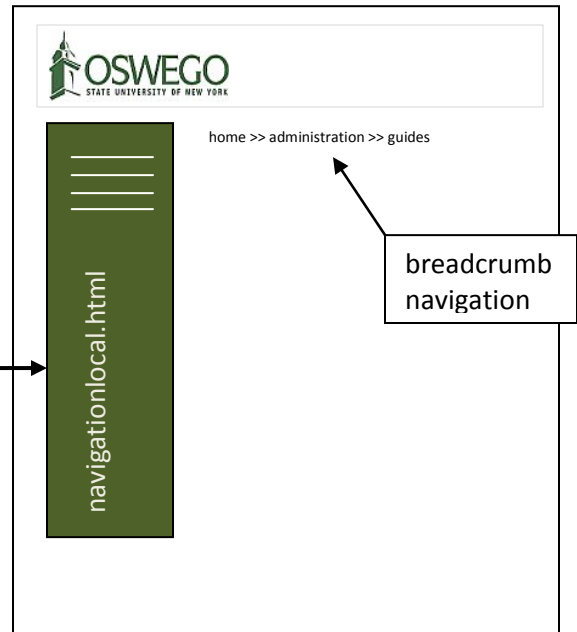 OSWEGO
STATE UNIVERSITY OF NEW YORK
home >> administration >> guides
breadcrumb
navigation
navigationlocal.html